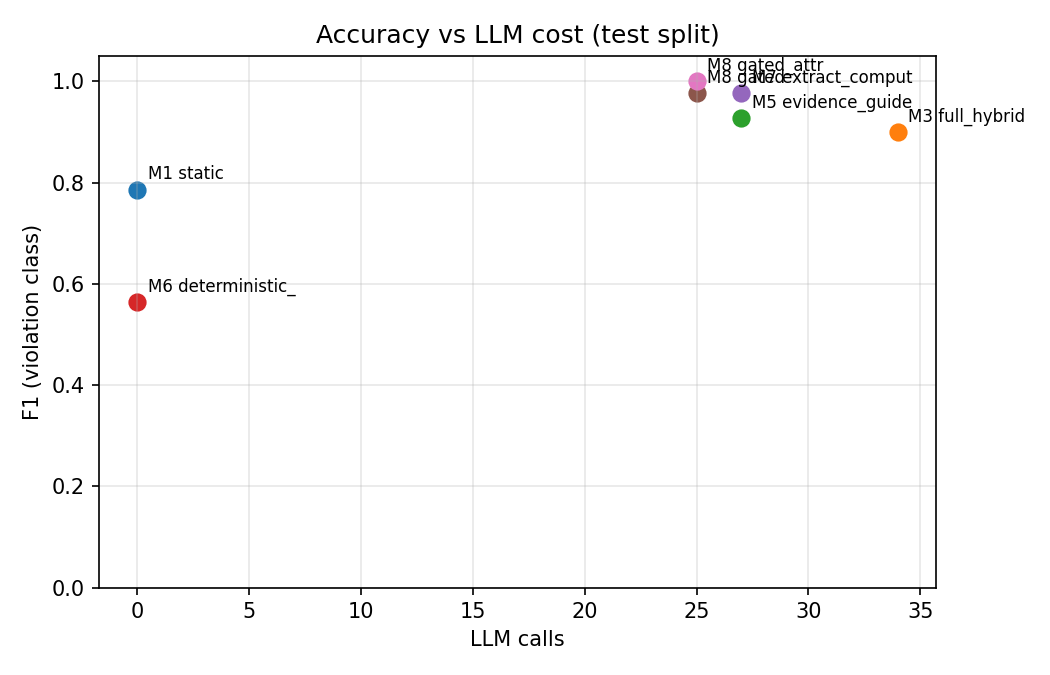 Accuracy vs LLM cost (test split)
M8 gated_attr
M8 gated
M7 extract_comput
M5 evidence_guide
M3 full_hybrid
M1 static
M6 deterministic_
F1 (violation class)
1.0
0.8
0.6
0.4
0.2
0.0
0 5 10 15 20 25 30 35
LLM calls